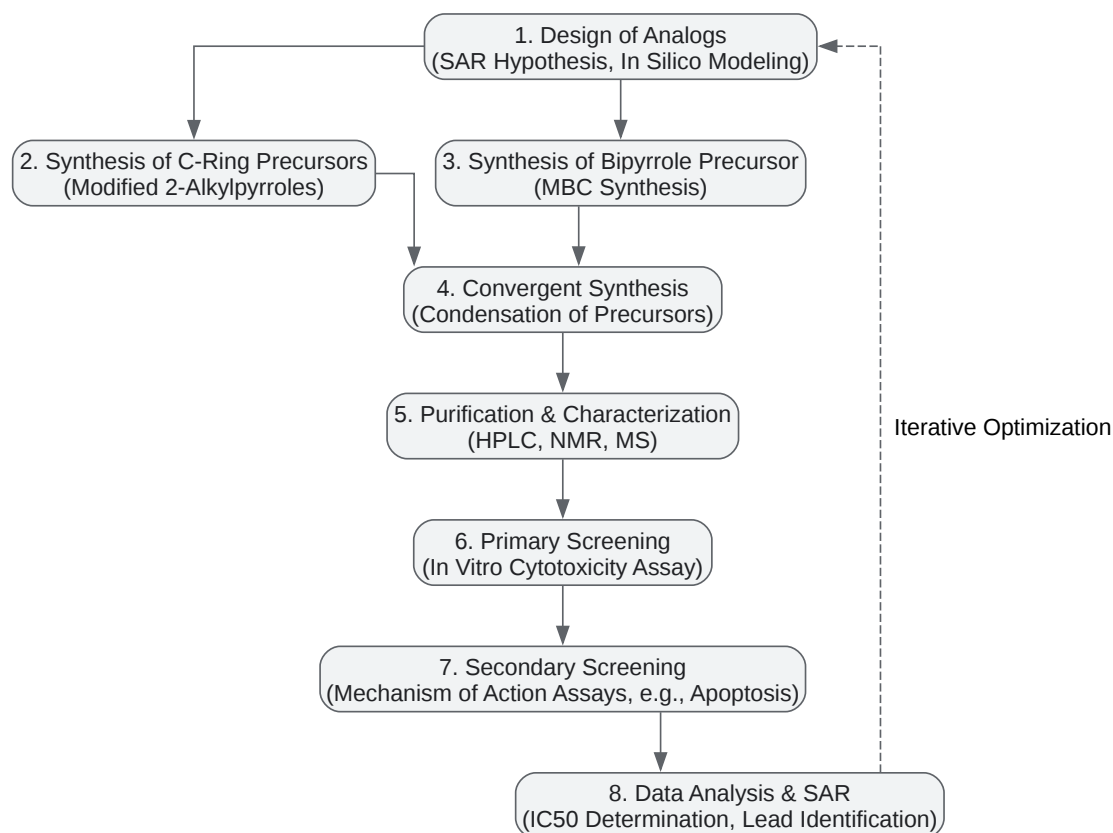 1. Design of Analogs
(SAR Hypothesis, In Silico Modeling)
2. Synthesis of C-Ring Precursors
(Modified 2-Alkylpyrroles)
3. Synthesis of Bipyrrole Precursor
(MBC Synthesis)
4. Convergent Synthesis
(Condensation of Precursors)
5. Purification & Characterization
(HPLC, NMR, MS)
Iterative Optimization
6. Primary Screening
(In Vitro Cytotoxicity Assay)
7. Secondary Screening
(Mechanism of Action Assays, e.g., Apoptosis)
8. Data Analysis & SAR
(IC50 Determination, Lead Identification)